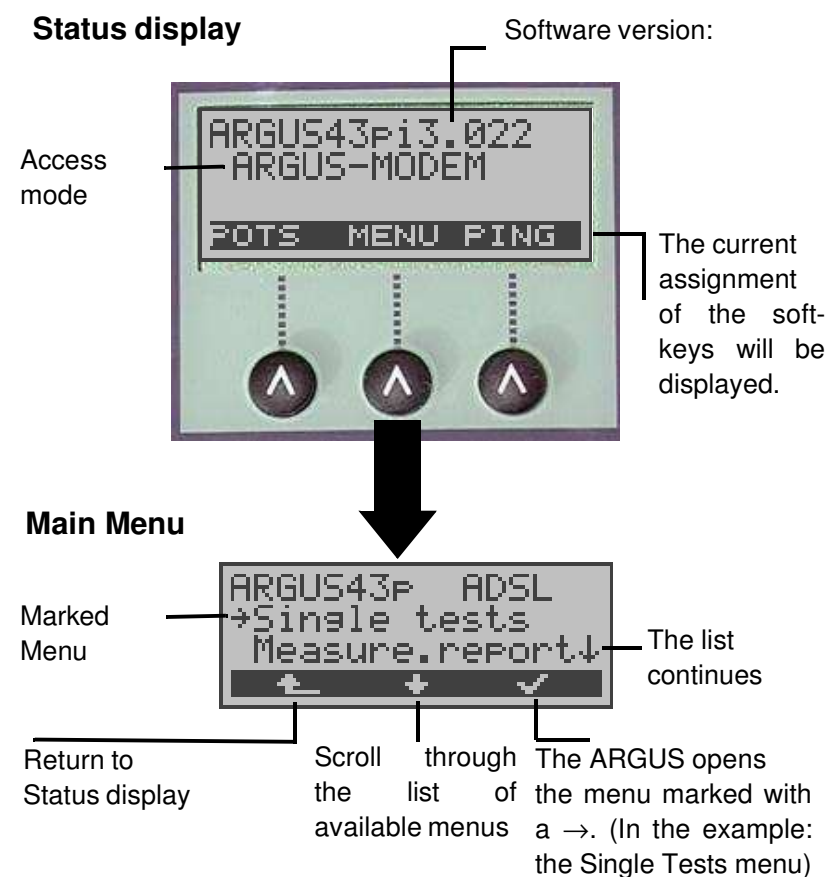 Status display
Software version:
ARGUS43pi3.022
ARGUS-MODEM
POTS MENU PING
Access
mode
The current
assignment
of the soft-
keys will be
displayed.
Main Menu
ARGUS43p ADSL
→Single tests
Measure.report↓
Marked
Menu
The list
continues
Return to
Status display
Scroll through
the list of
available menus
The ARGUS opens
the menu marked with
a →. (In the example:
the Single Tests menu)